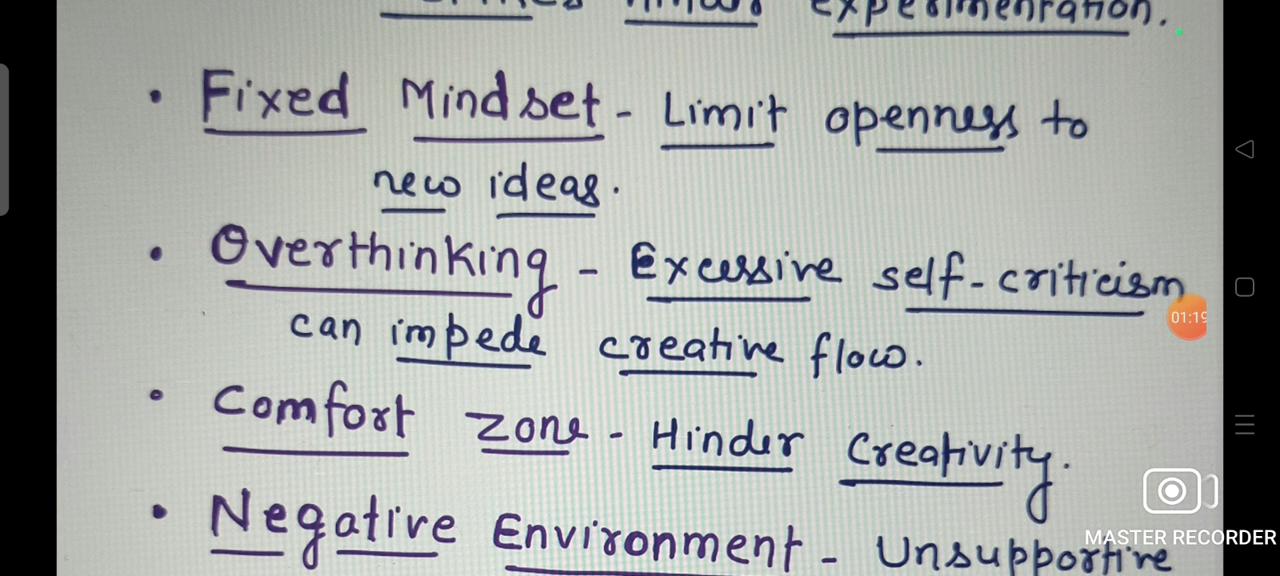 experimentation.
• Fixed Mindset - Limit openness to
new ideas.
• Overthinking - Excessive self-criticism
can impede creative flow.
• Comfort Zone - Hinder Creativity.
• Negative Environment - Unsupportive
01:19
MASTER RECORDER